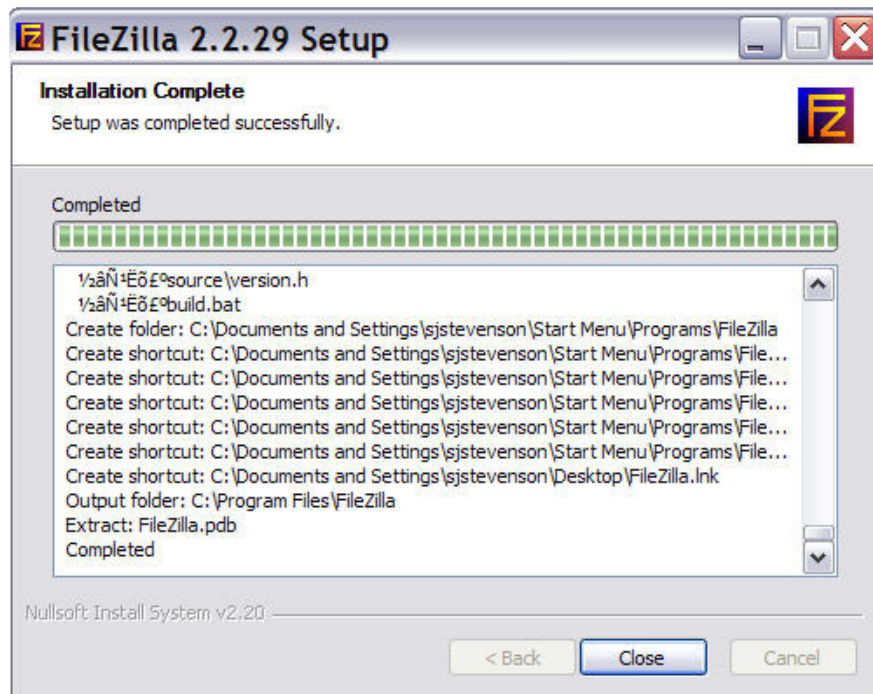 FileZilla 2.2.29 Setup
Installation Complete
Setup was completed successfully.
Completed
½âÑ¹Ëõ£ºsource\version.h
½âÑ¹Ëõ£ºbuild.bat
Create folder: C:\Documents and Settings\sjstevenson\Start Menu\Programs\FileZilla
Create shortcut: C:\Documents and Settings\sjstevenson\Start Menu\Programs\File...
Create shortcut: C:\Documents and Settings\sjstevenson\Start Menu\Programs\File...
Create shortcut: C:\Documents and Settings\sjstevenson\Start Menu\Programs\File...
Create shortcut: C:\Documents and Settings\sjstevenson\Start Menu\Programs\File...
Create shortcut: C:\Documents and Settings\sjstevenson\Start Menu\Programs\File...
Create shortcut: C:\Documents and Settings\sjstevenson\Desktop\FileZilla.lnk
Output folder: C:\Program Files\FileZilla
Extract: FileZilla.pdb
Completed
Nullsoft Install System v2.20
< Back Close Cancel